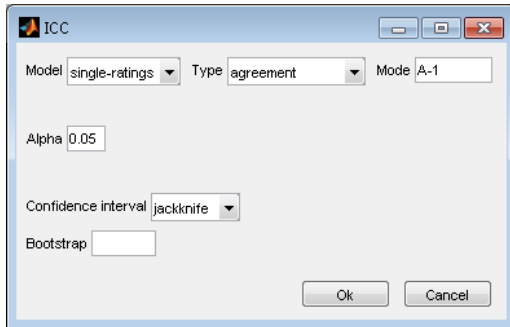 ICC
Model single-ratings Type agreement Mode A-1
Alpha 0.05
Confidence interval jackknife
Bootstrap
Ok Cancel